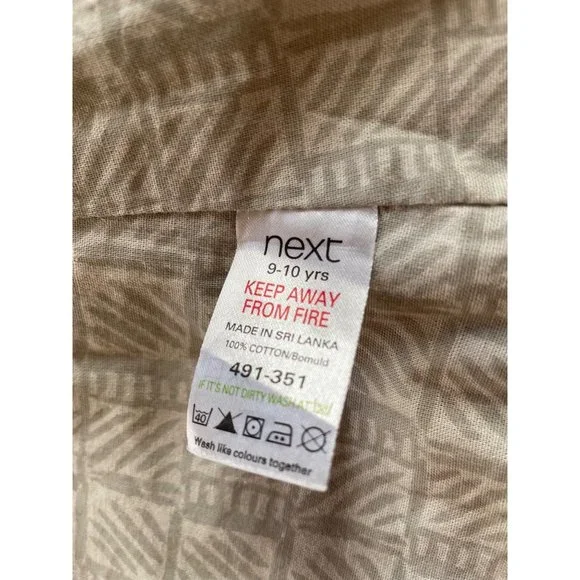 next
9-10 yrs
KEEP AWAY
FROM FIRE
MADE IN SRI LANKA
100% COTTON/Bomuld
491-351
IF IT'S NOT DIRTY WASH AT
40
Wash like colours together